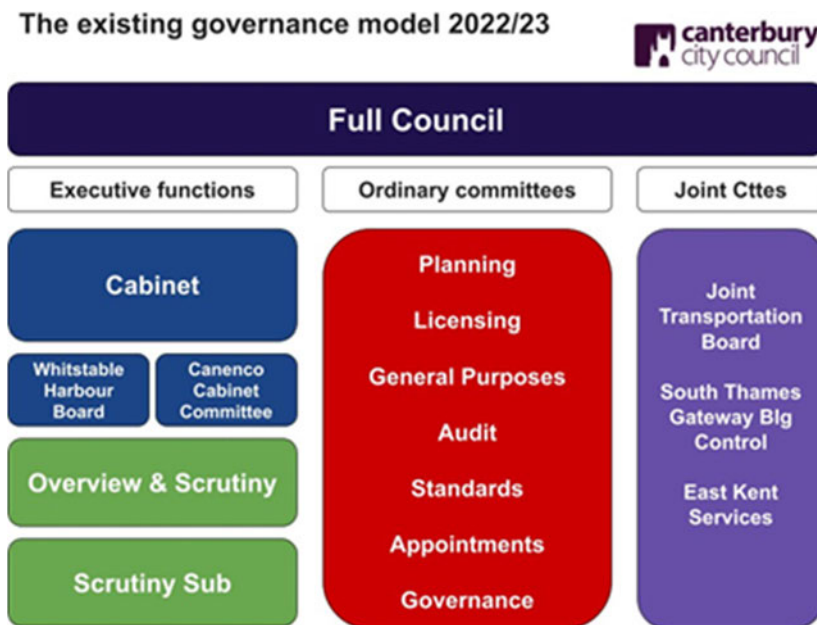 The existing governance model 2022/23
canterbury
city council
Full Council
Executive functions
Ordinary committees
Joint Cttes
Cabinet
Whitstable
Harbour
Board
Canenco
Cabinet
Committee
Overview & Scrutiny
Scrutiny Sub
Planning
Licensing
General Purposes
Audit
Standards
Appointments
Governance
Joint
Transportation
Board
South Thames
Gateway Blg
Control
East Kent
Services